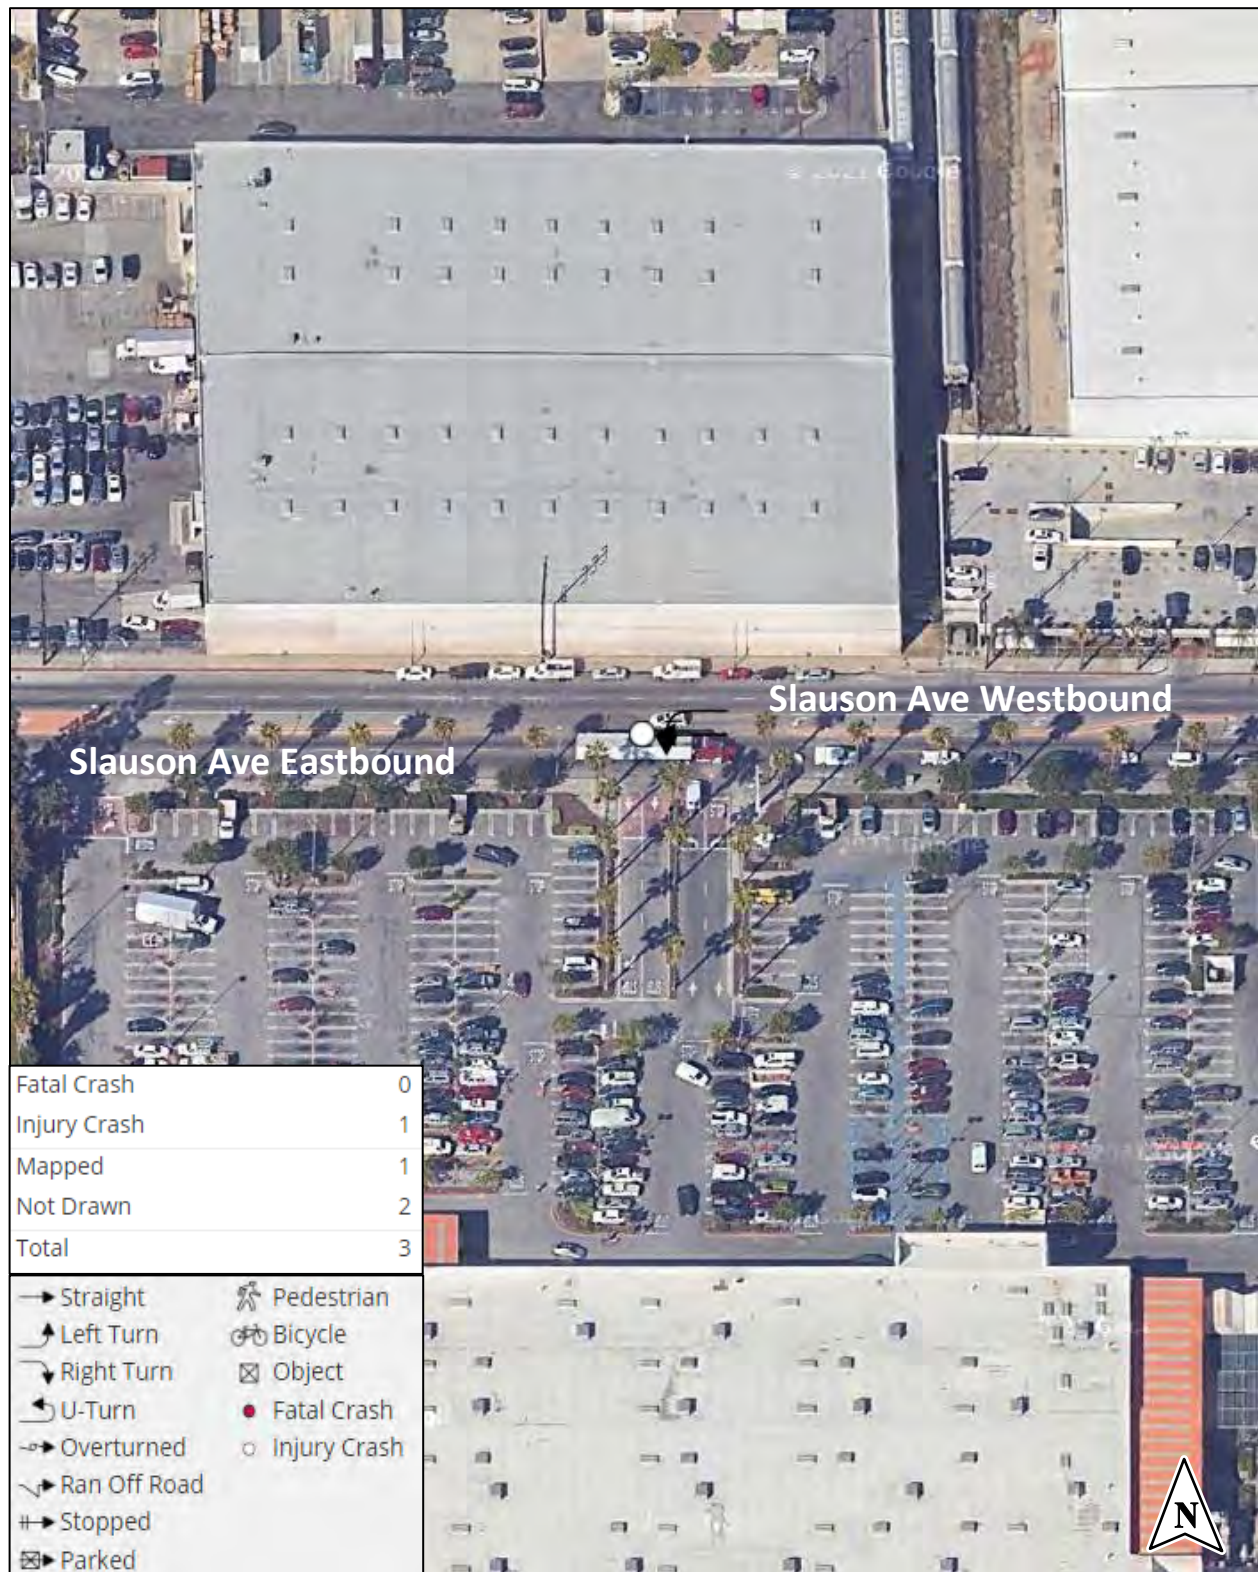 © 2021 Google
Slauson Ave Westbound
Slauson Ave Eastbound
Fatal Crash 0
Injury Crash 1
Mapped 1
Not Drawn 2
Total 3
Straight Pedestrian
Left Turn Bicycle
Right Turn Object
U-Turn Fatal Crash
Overturned Injury Crash
Ran Off Road
Stopped
Parked
N